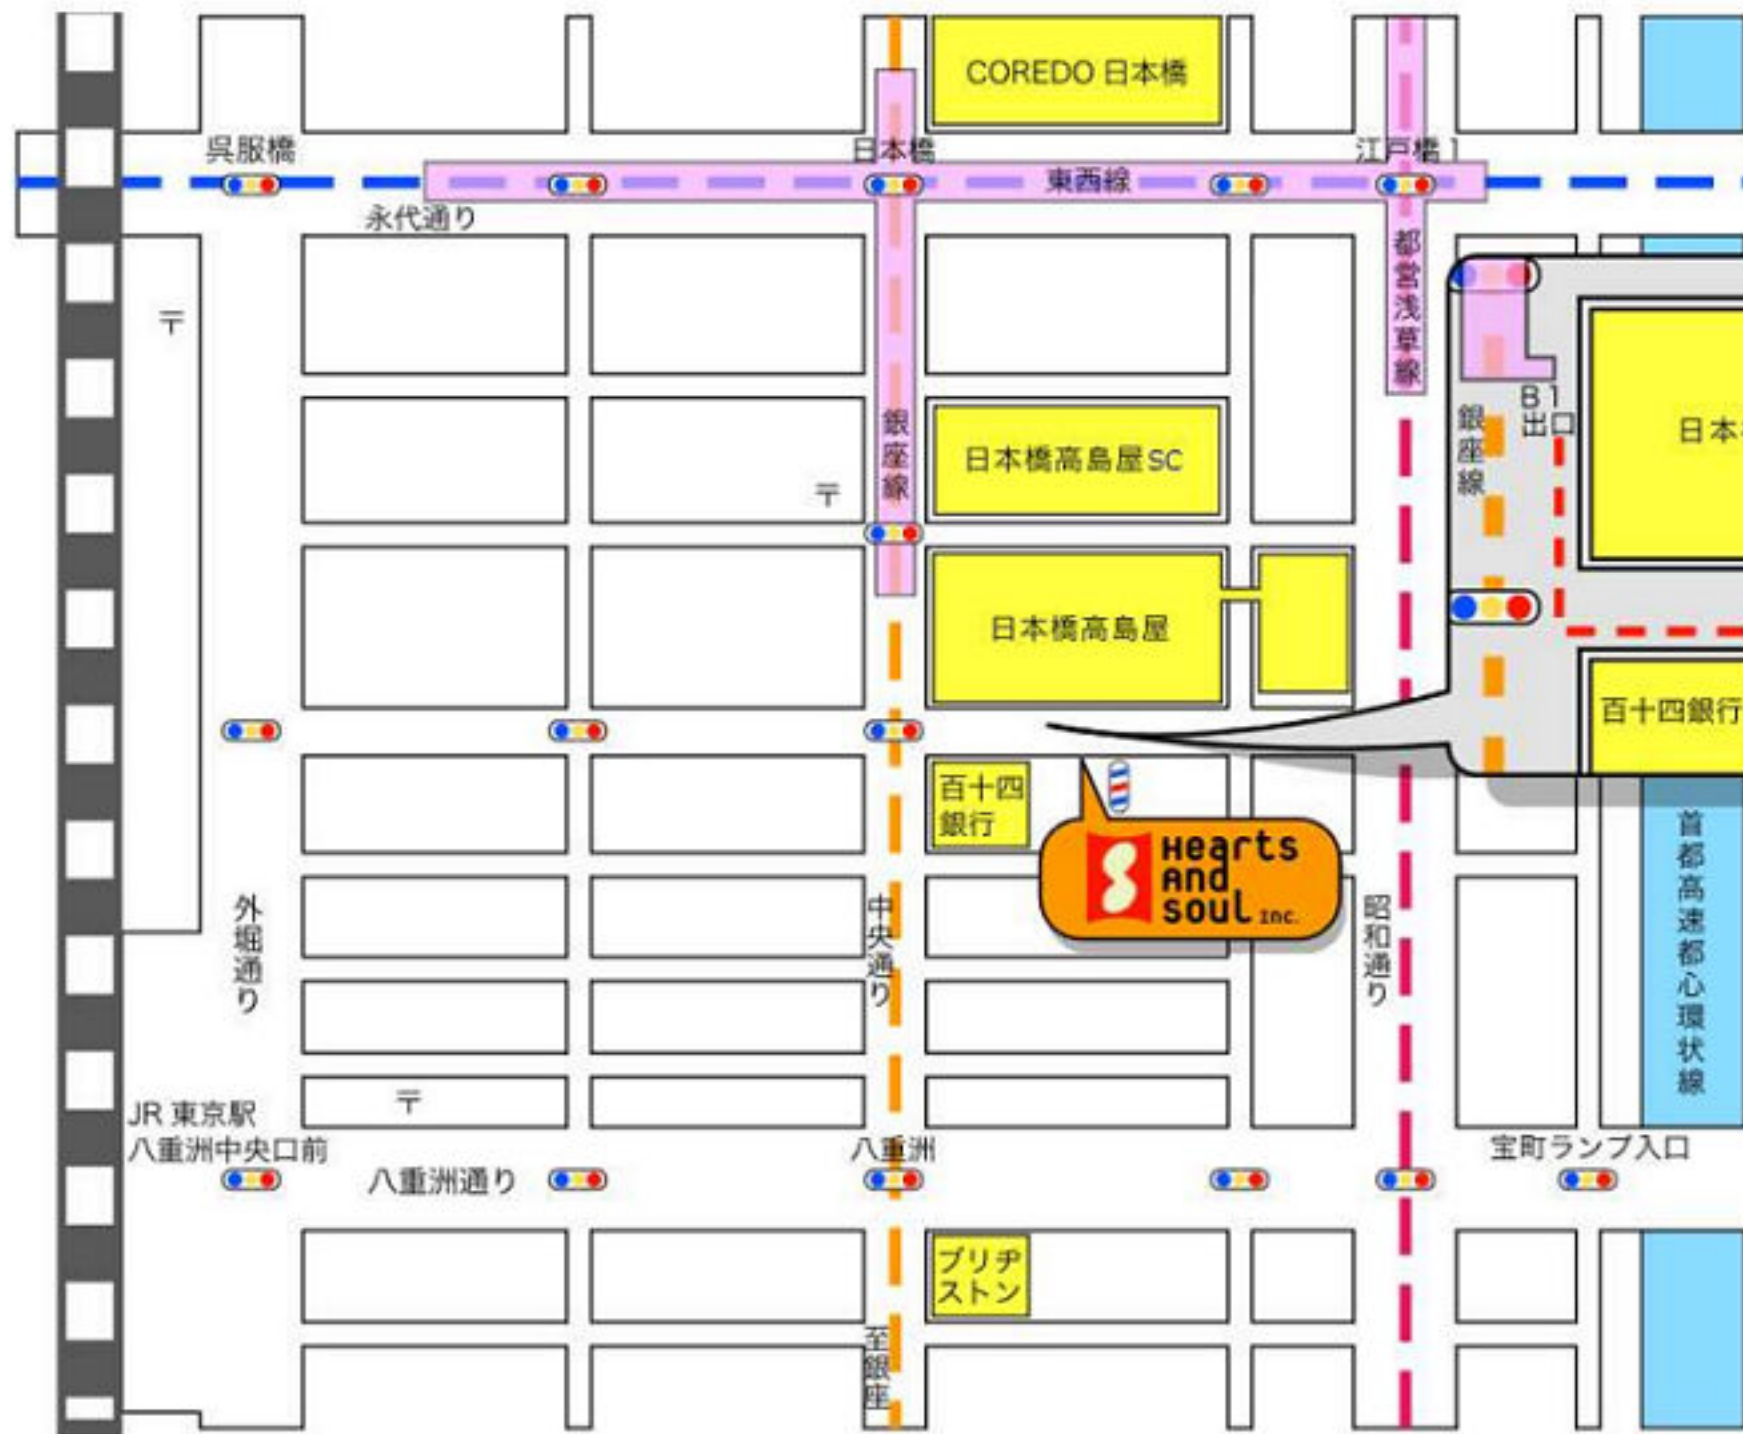 COREDO 日本橋
呉服橋
日本橋
江戸橋1
東西線
永代通り
都営浅草線
〒
B1
出口
銀座線
銀座線
日本
日本橋高島屋SC
〒
日本橋高島屋
百十四銀行
百十四
銀行
Hearts
And
Soul Inc.
首都高速都心環状線
外堀通り
中央通り
昭和通り
〒
JR 東京駅
八重洲中央口前
八重洲
宝町ランプ入口
八重洲通り
ブリヂ
ストン
至銀座